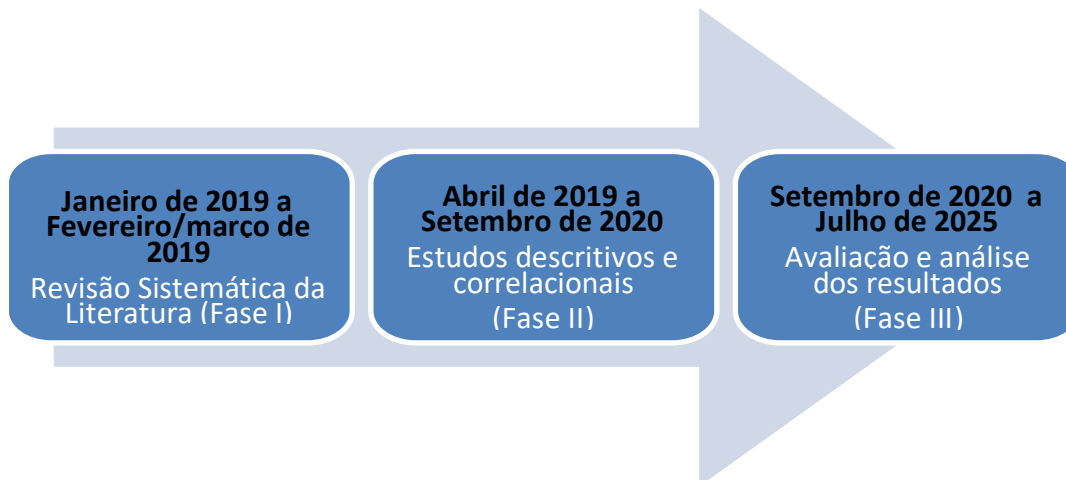 Janeiro de 2019 a
Fevereiro/março de
2019
Revisão Sistemática da
Literatura (Fase I)
Abril de 2019 a
Setembro de 2020
Estudos descritivos e
correlacionais
(Fase II)
Setembro de 2020 a
Julho de 2025
Avaliação e análise
dos resultados
(Fase III)